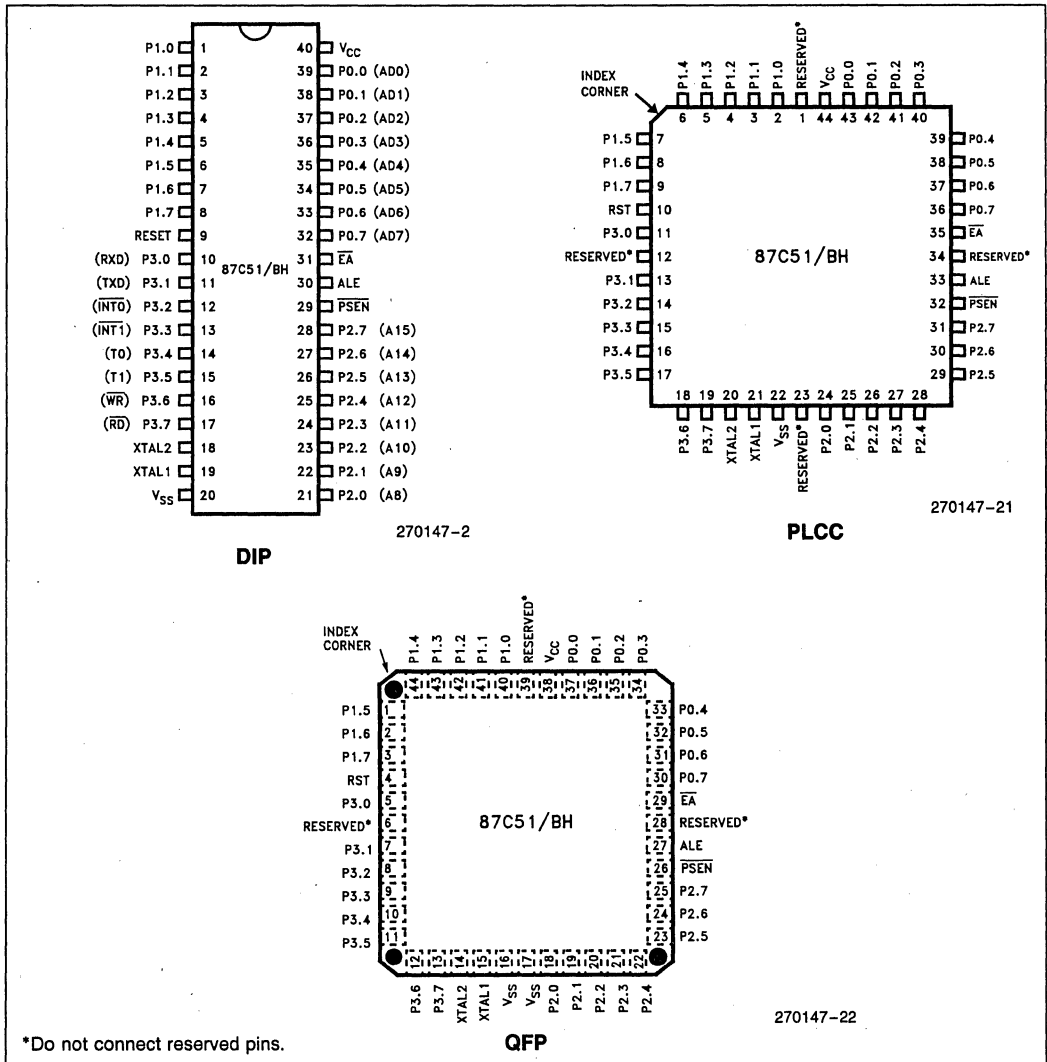 P1.0 1 40 VCC
P1.1 2 39 P0.0 (AD0)
P1.2 3 38 P0.1 (AD1)
P1.3 4 37 P0.2 (AD2)
P1.4 5 36 P0.3 (AD3)
P1.5 6 35 P0.4 (AD4)
P1.6 7 34 P0.5 (AD5)
P1.7 8 33 P0.6 (AD6)
RESET 9 32 P0.7 (AD7)
(RXD) P3.0 10 31 E̅A̅
87C51/BH
(TXD) P3.1 11 30 ALE
(I̅N̅T̅0̅) P3.2 12 29 P̅S̅E̅N̅
(I̅N̅T̅1̅) P3.3 13 28 P2.7 (A15)
(T0) P3.4 14 27 P2.6 (A14)
(T1) P3.5 15 26 P2.5 (A13)
(W̅R̅) P3.6 16 25 P2.4 (A12)
(R̅D̅) P3.7 17 24 P2.3 (A11)
XTAL2 18 23 P2.2 (A10)
XTAL1 19 22 P2.1 (A9)
VSS 20 21 P2.0 (A8)
270147-2
DIP
INDEX
CORNER
P1.4 P1.3 P1.2 P1.1 P1.0 RESERVED* VCC P0.0 P0.1 P0.2 P0.3
6 5 4 3 2 1 44 43 42 41 40
P1.5 7 39 P0.4
P1.6 8 38 P0.5
P1.7 9 37 P0.6
RST 10 36 P0.7
P3.0 11 35 E̅A̅
RESERVED* 12 87C51/BH 34 RESERVED*
P3.1 13 33 ALE
P3.2 14 32 P̅S̅E̅N̅
P3.3 15 31 P2.7
P3.4 16 30 P2.6
P3.5 17 29 P2.5
18 19 20 21 22 23 24 25 26 27 28
P3.6 P3.7 XTAL2 XTAL1 VSS RESERVED* P2.0 P2.1 P2.2 P2.3 P2.4
270147-21
PLCC
INDEX
CORNER
P1.4 P1.3 P1.2 P1.1 P1.0 RESERVED* VCC P0.0 P0.1 P0.2 P0.3
44 43 42 41 40 39 38 37 36 35 34
P1.5 1 33 P0.4
P1.6 2 32 P0.5
P1.7 3 31 P0.6
RST 4 30 P0.7
P3.0 5 29 E̅A̅
RESERVED* 6 87C51/BH 28 RESERVED*
P3.1 7 27 ALE
P3.2 8 26 P̅S̅E̅N̅
P3.3 9 25 P2.7
P3.4 10 24 P2.6
P3.5 11 23 P2.5
12 13 14 15 16 17 18 19 20 21 22
P3.6 P3.7 XTAL2 XTAL1 VSS VSS P2.0 P2.1 P2.2 P2.3 P2.4
270147-22
QFP
*Do not connect reserved pins.